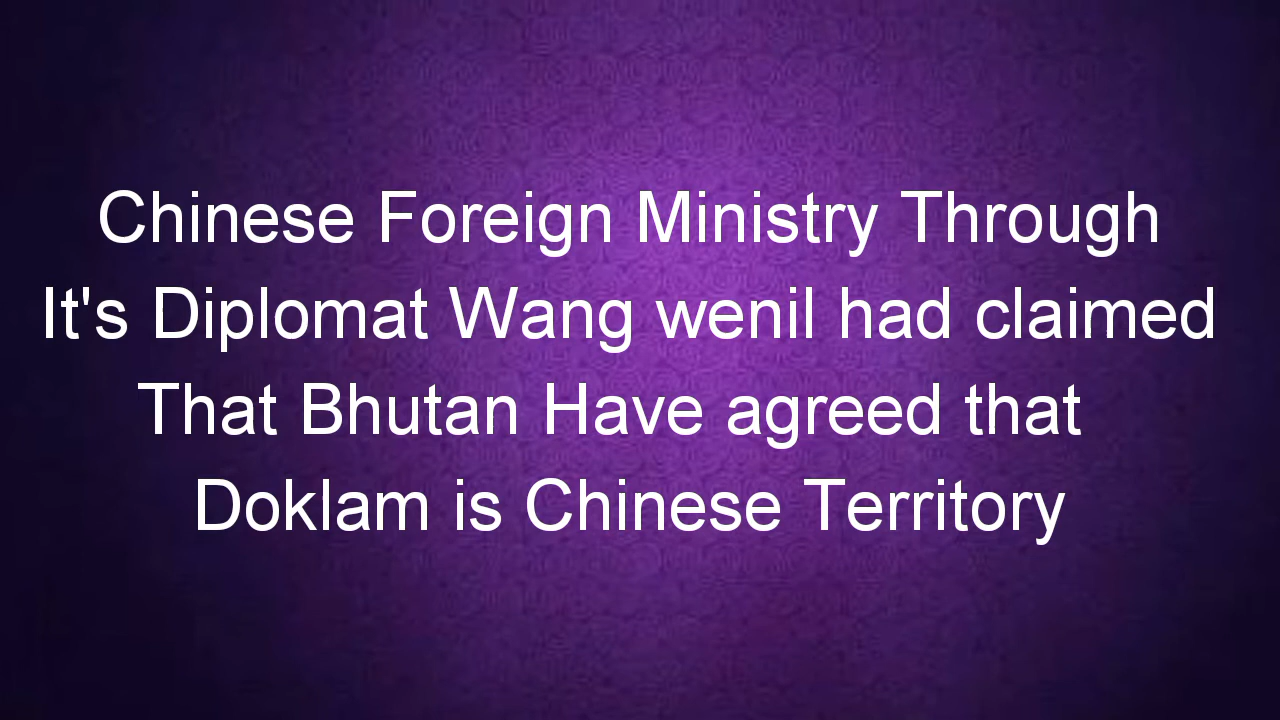 Chinese Foreign Ministry Through
It's Diplomat Wang wenil had claimed
That Bhutan Have agreed that
Doklam is Chinese Territory